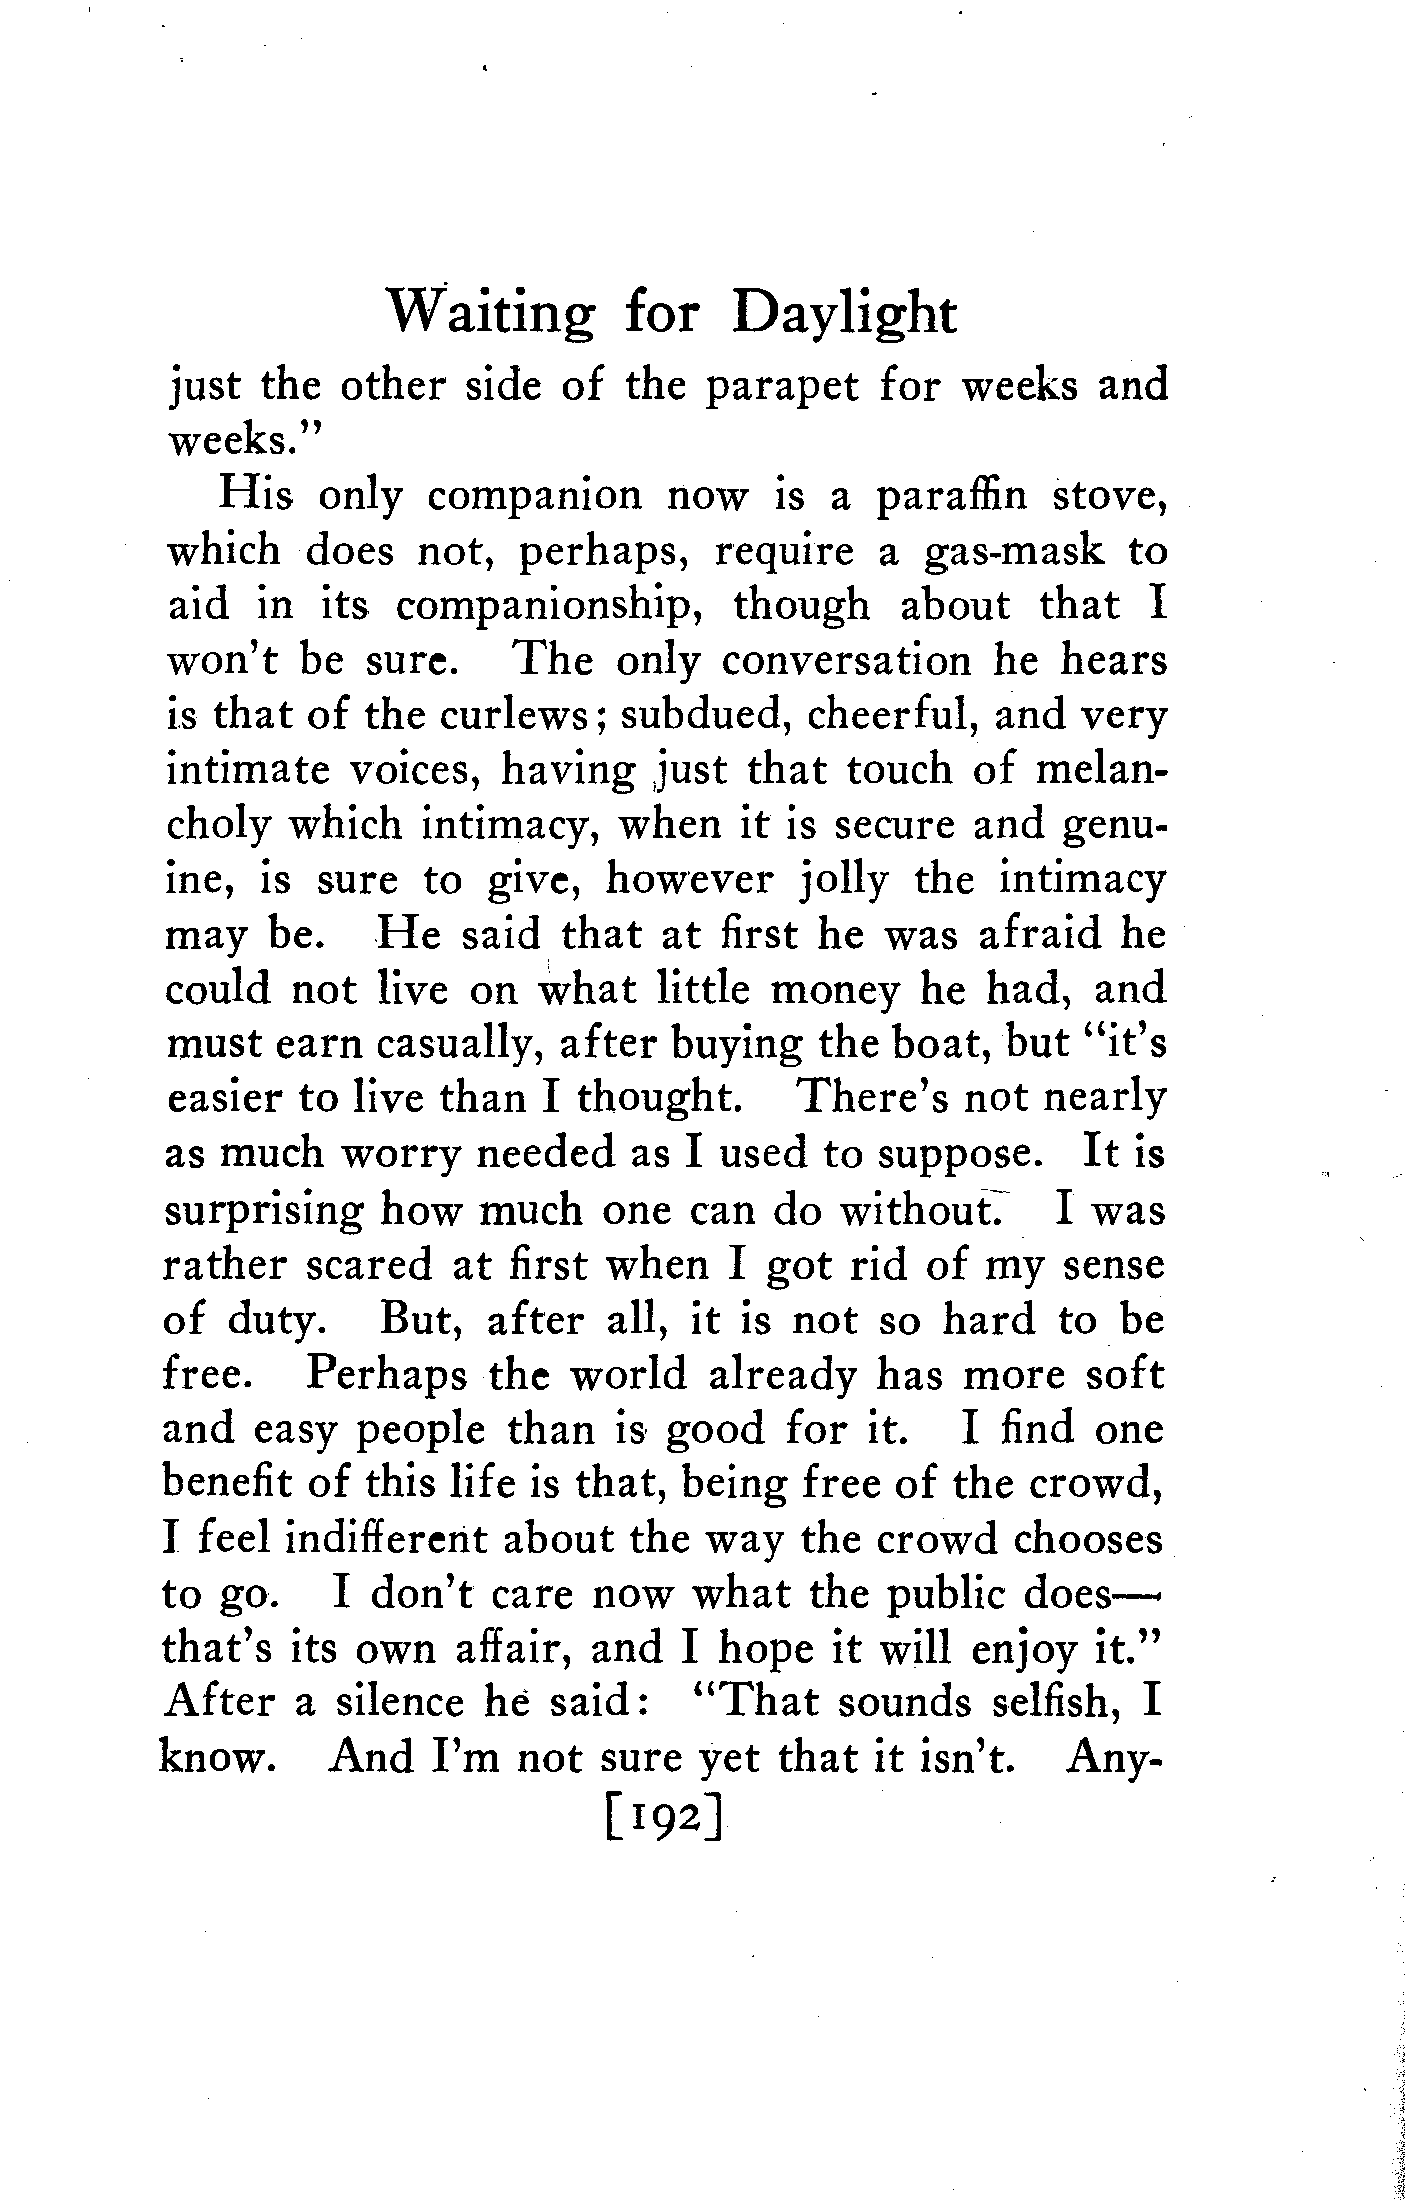 Waiting for Daylight
just the other side of the parapet for weeks and
weeks."
His only companion now is a paraffin stove,
which does not, perhaps, require a gas-mask to
aid in its companionship, though about that I
won't be sure. The only conversation he hears
is that of the curlews; subdued, cheerful, and very
intimate voices, having just that touch of melan-
choly which intimacy, when it is secure and genu-
ine, is sure to give, however jolly the intimacy
may be. He said that at first he was afraid he
could not live on what little money he had, and
must earn casually, after buying the boat, but "it's
easier to live than I thought. There's not nearly
as much worry needed as I used to suppose. It is
surprising how much one can do without. I was
rather scared at first when I got rid of my sense
of duty. But, after all, it is not so hard to be
free. Perhaps the world already has more soft
and easy people than is good for it. I find one
benefit of this life is that, being free of the crowd,
I feel indifferent about the way the crowd chooses
to go. I don't care now what the public does—
that's its own affair, and I hope it will enjoy it."
After a silence he said: "That sounds selfish, I
know. And I'm not sure yet that it isn't. Any-
[192]